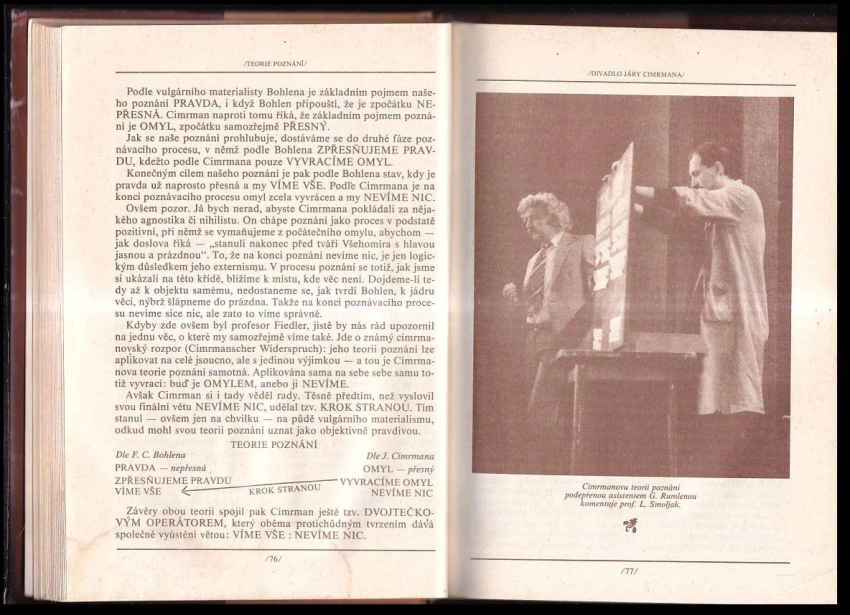 /TEORIE POZNÁNÍ/
Podle vulgárního materialisty Bohlena je základním pojmem naše-
ho poznání PRAVDA, i když Bohlen připouští, že je zpočátku NE-
PŘESNÁ. Cimrman naproti tomu říká, že základním pojmem pozná-
ní je OMYL, zpočátku samozřejmě PŘESNÝ.
Jak se naše poznání prohlubuje, dostáváme se do druhé fáze poz-
návacího procesu, v němž podle Bohlena ZPŘESŇUJEME PRAV-
DU, kdežto podle Cimrmana pouze VYVRACÍME OMYL.
Konečným cílem našeho poznání je pak podle Bohlena stav, kdy je
pravda už naprosto přesná a my VÍME VŠE. Podle Cimrmana je na
konci poznávacího procesu omyl zcela vyvrácen a my NEVÍME NIC.
Ovšem pozor. Já bych nerad, abyste Cimrmana pokládali za něja-
kého agnostika či nihilistu. On chápe poznání jako proces v podstatě
pozitivní, při němž se vymaňujeme z počátečního omylu, abychom —
jak doslova říká — „stanuli nakonec před tváří Všehomíra s hlavou
jasnou a prázdnou". To, že na konci poznání nevíme nic, je jen logic-
kým důsledkem jeho externismu. V procesu poznání se totiž, jak jsme
si ukázali na této křídě, blížíme k místu, kde věc není. Dojdeme-li te-
dy až k objektu samému, nedostaneme se, jak tvrdí Bohlen, k jádru
věci, nýbrž šlápneme do prázdna. Takže na konci poznávacího proce-
su nevíme sice nic, ale zato to víme správně.
Kdyby zde ovšem byl profesor Fiedler, jistě by nás rád upozornil
na jednu věc, o které my samozřejmě víme také. Jde o známý cimrma-
novský rozpor (Cimrmanscher Widerspruch): jeho teorii poznání lze
aplikovat na celé jsoucno, ale s jedinou výjimkou — a tou je Cimrma-
nova teorie poznání samotná. Aplikována sama na sebe sebe samu to-
tiž vyvrací: buď je OMYLEM, anebo ji NEVÍME.
Avšak Cimrman si i tady věděl rady. Těsně předtím, než vyslovil
svou finální větu NEVÍME NIC, udělal tzv. KROK STRANOU. Tím
stanul — ovšem jen na chvilku — na půdě vulgárního materialismu,
odkud mohl svou teorii poznání uznat jako objektivně pravdivou.
TEORIE POZNÁNÍ
Dle F. C. Bohlena Dle J. Cimrmana
PRAVDA — nepřesná OMYL — přesný
ZPŘESŇUJEME PRAVDU VYVRACÍME OMYL
VÍME VŠE KROK STRANOU NEVÍME NIC
Závěry obou teorií spojil pak Cimrman ještě tzv. DVOJTEČKO-
VÝM OPERÁTOREM, který oběma protichůdným tvrzením dává
společné vyústění větou: VÍME VŠE : NEVÍME NIC.
/76/
/DIVADLO JÁRY CIMRMANA/
Cimrmanovu teorii poznání
podepřenou asistentem G. Rumlenou
komentuje prof. L. Smoljak.
/77/